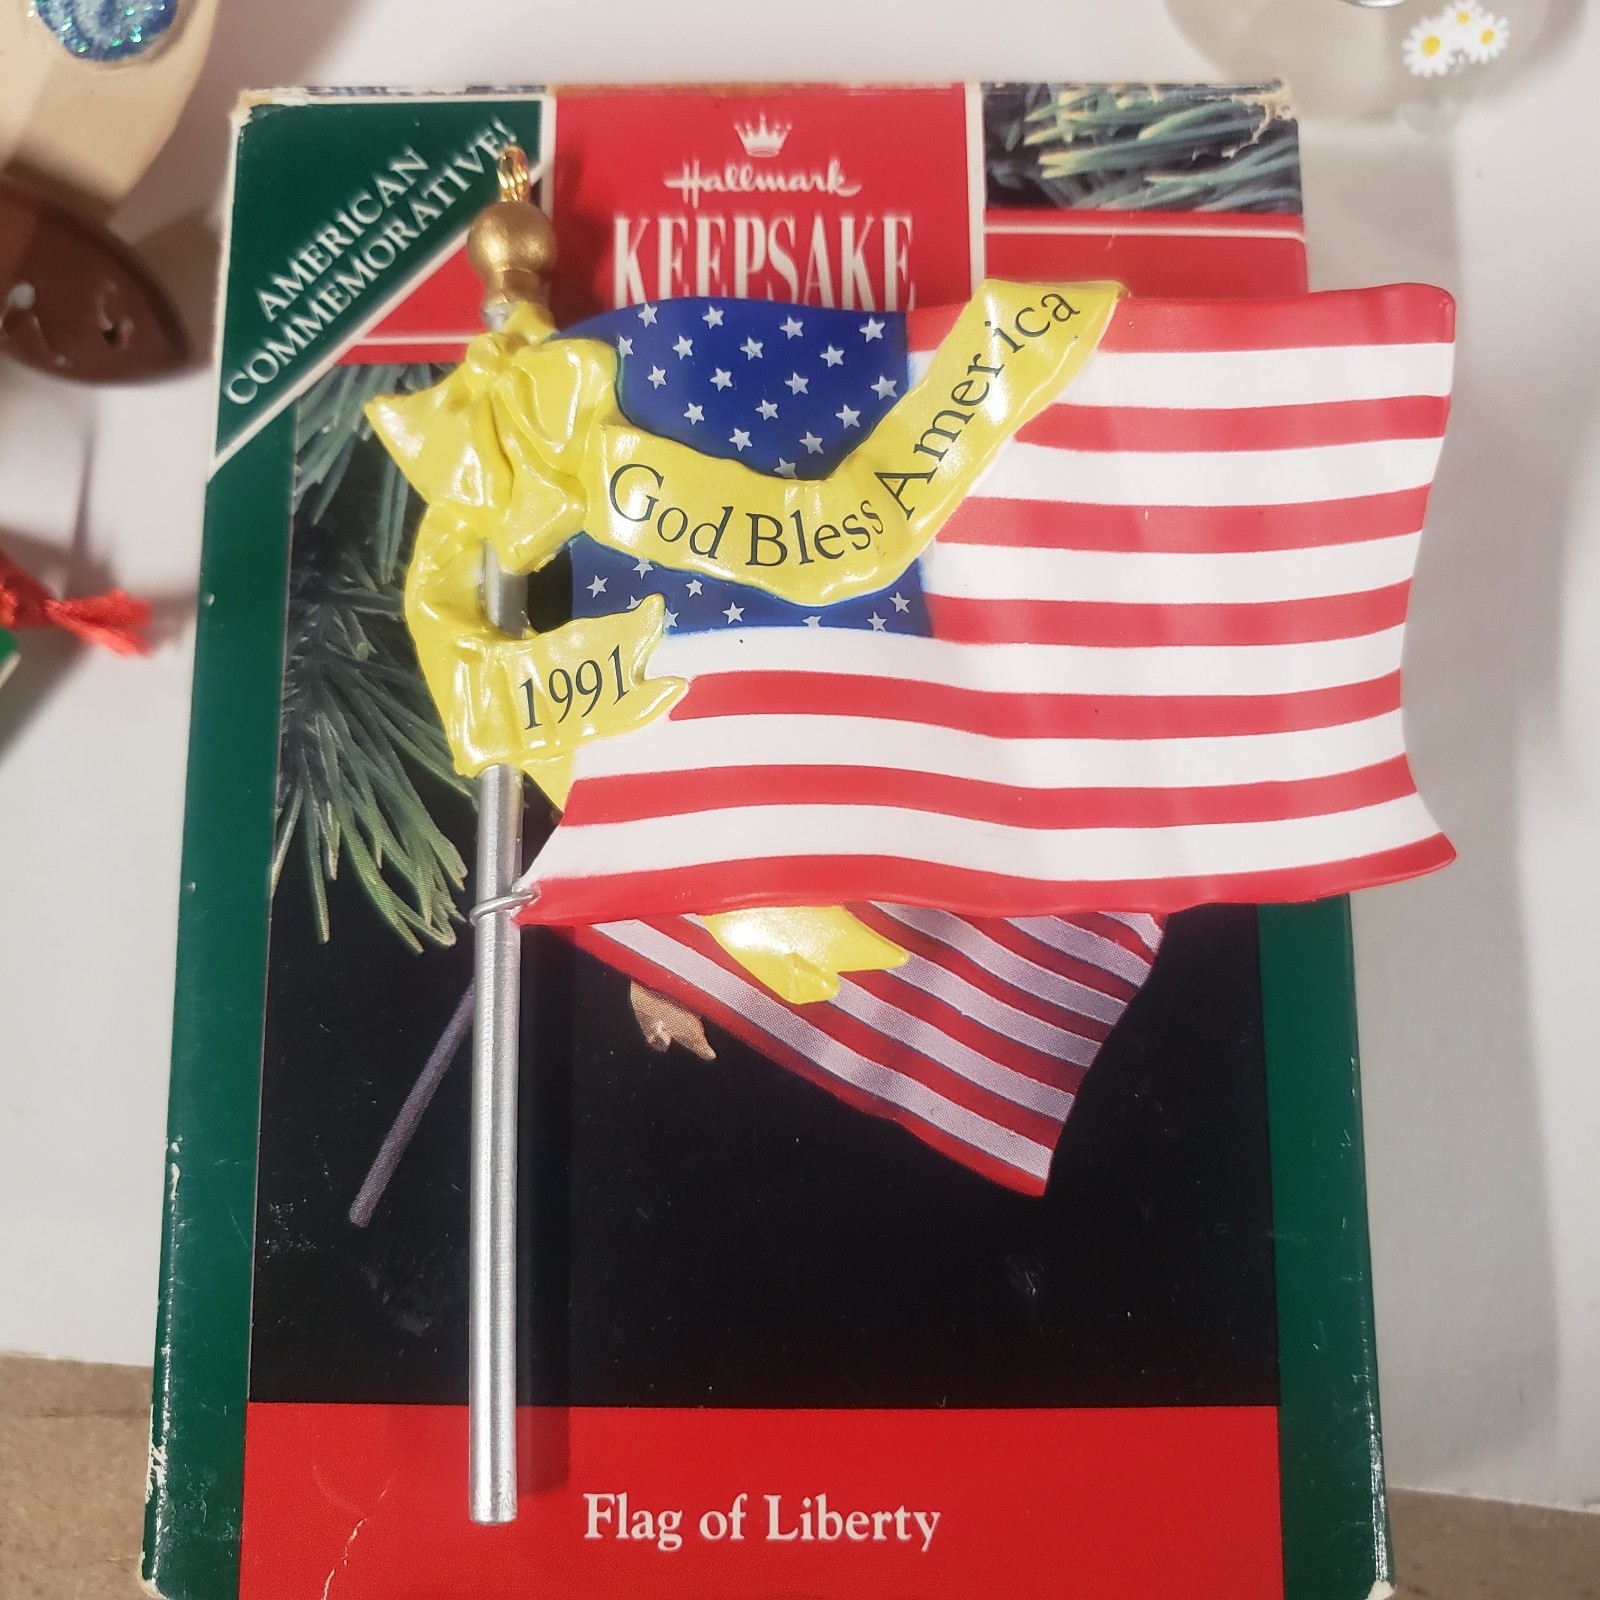 AMERICAN
COMMEMORATIVE!
Hallmark
KEEPSAKE
God Bless America
1991
Flag of Liberty